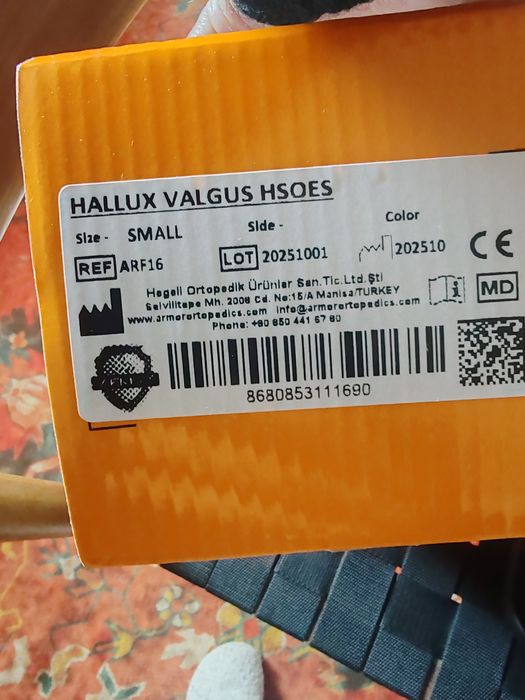 HALLUX VALGUS HSOES
Size - SMALL Side - Color
REF ARF16 LOT 20251001 202510 CE
Hegell Ortopedik Ürünler San.Tic.Ltd.Şti
Selvilitepe Mh. 2008 Cd. No:15/A Manisa/TURKEY
www.armorortopedics.com info@armorortopedics.com
Phone: +90 850 441 67 80
MD
8680853111690